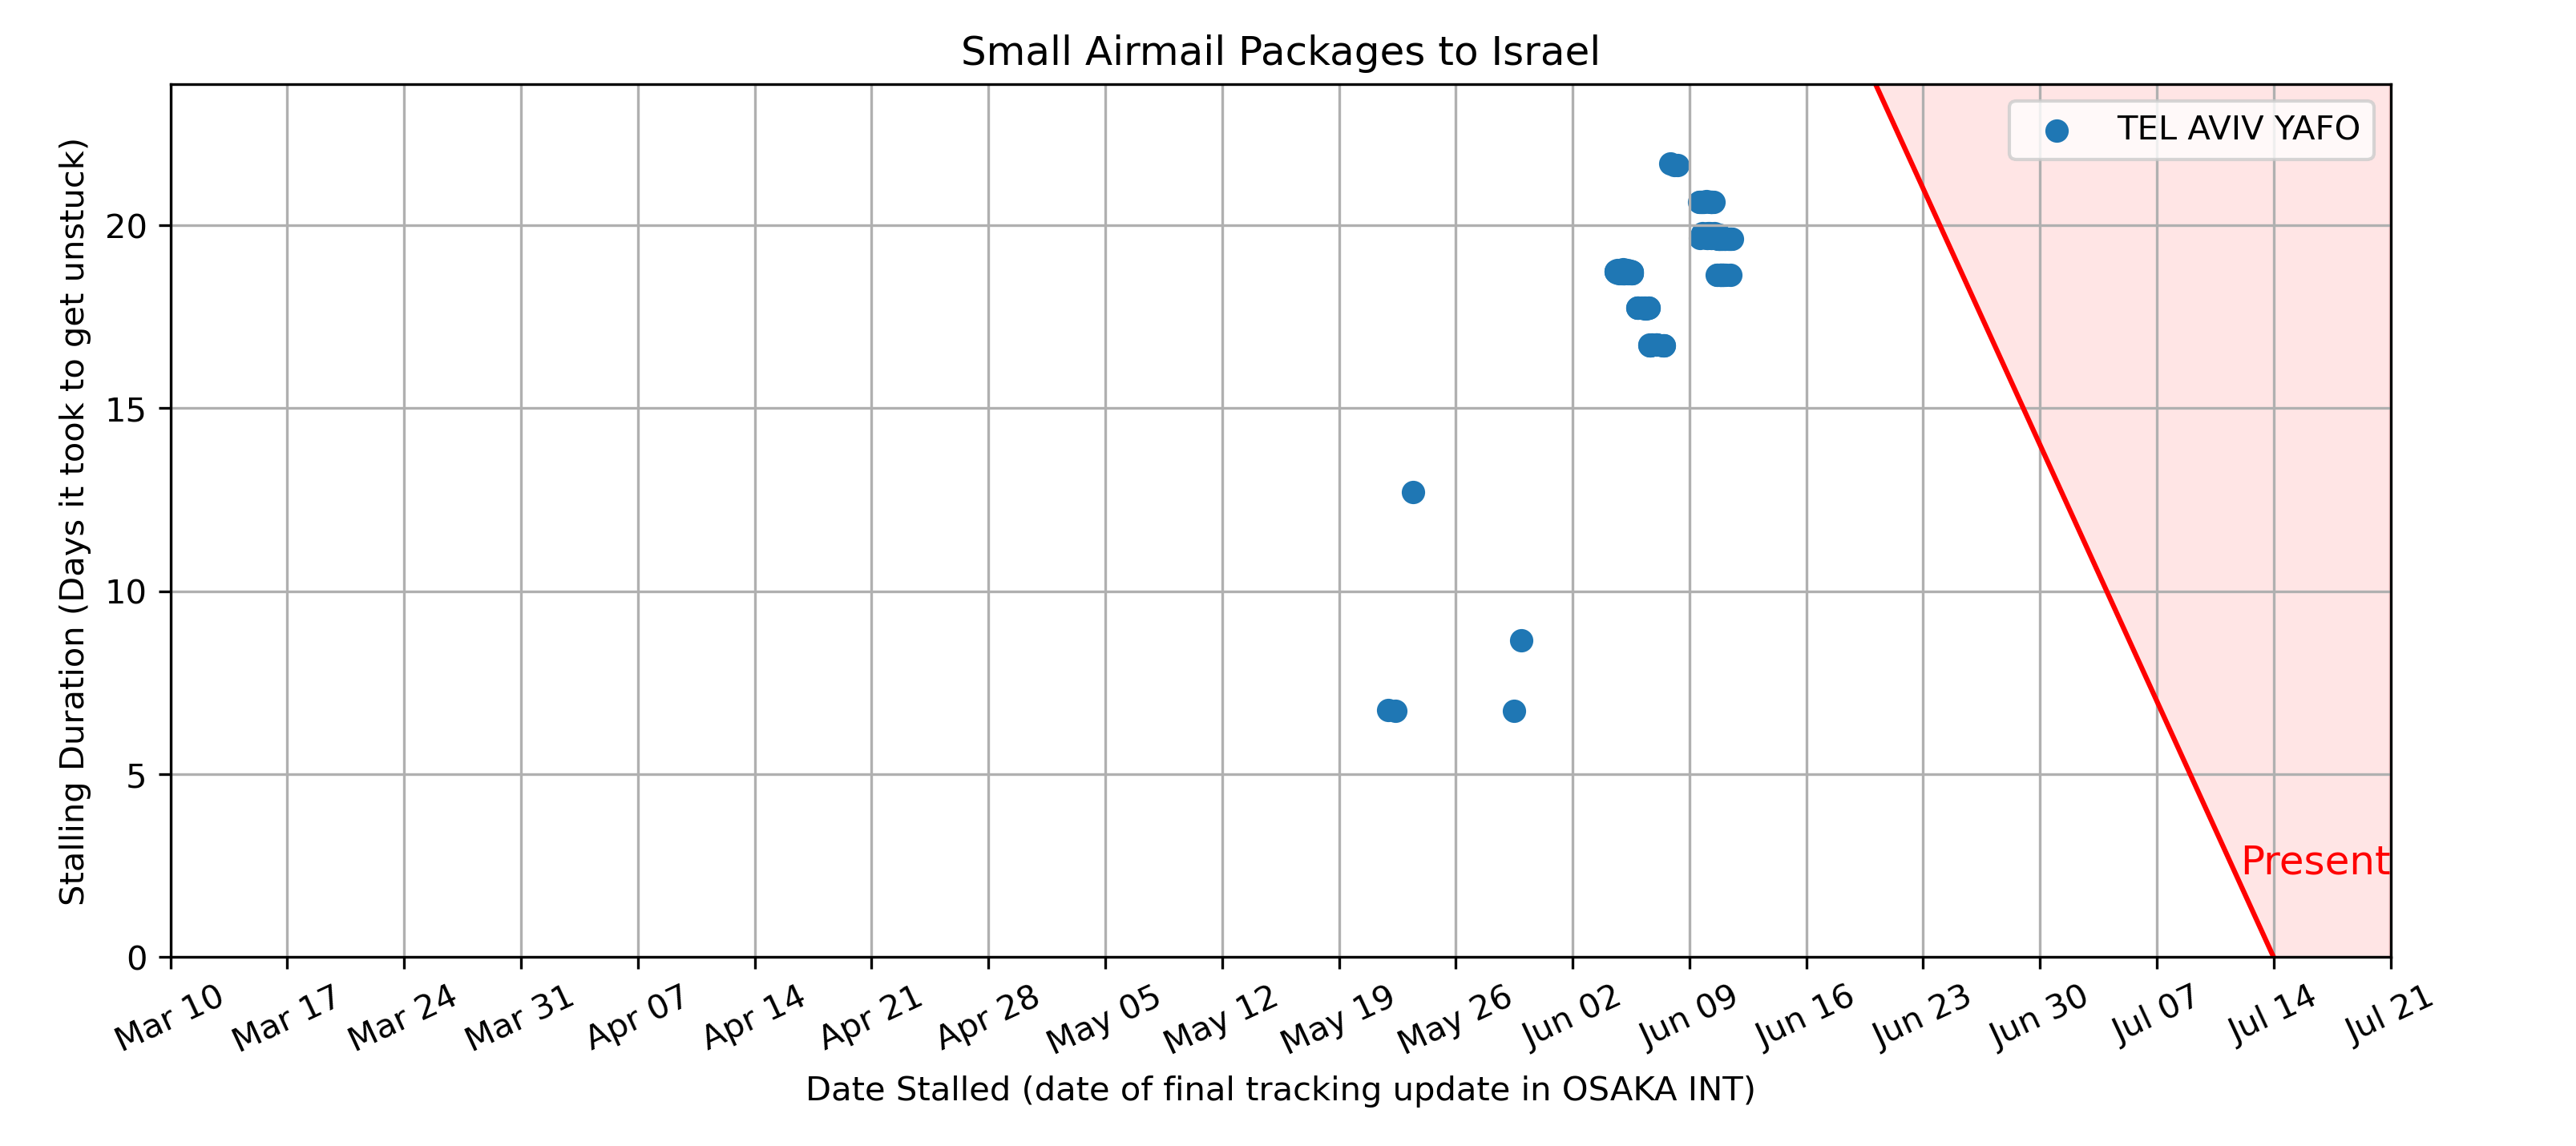 Small Airmail Packages to Israel
TEL AVIV YAFO
Stalling Duration (Days it took to get unstuck)
20
15
10
5
0
Present
Mar 10 Mar 17 Mar 24 Mar 31 Apr 07 Apr 14 Apr 21 Apr 28 May 05 May 12 May 19 May 26 Jun 02 Jun 09 Jun 16 Jun 23 Jun 30 Jul 07 Jul 14 Jul 21
Date Stalled (date of final tracking update in OSAKA INT)